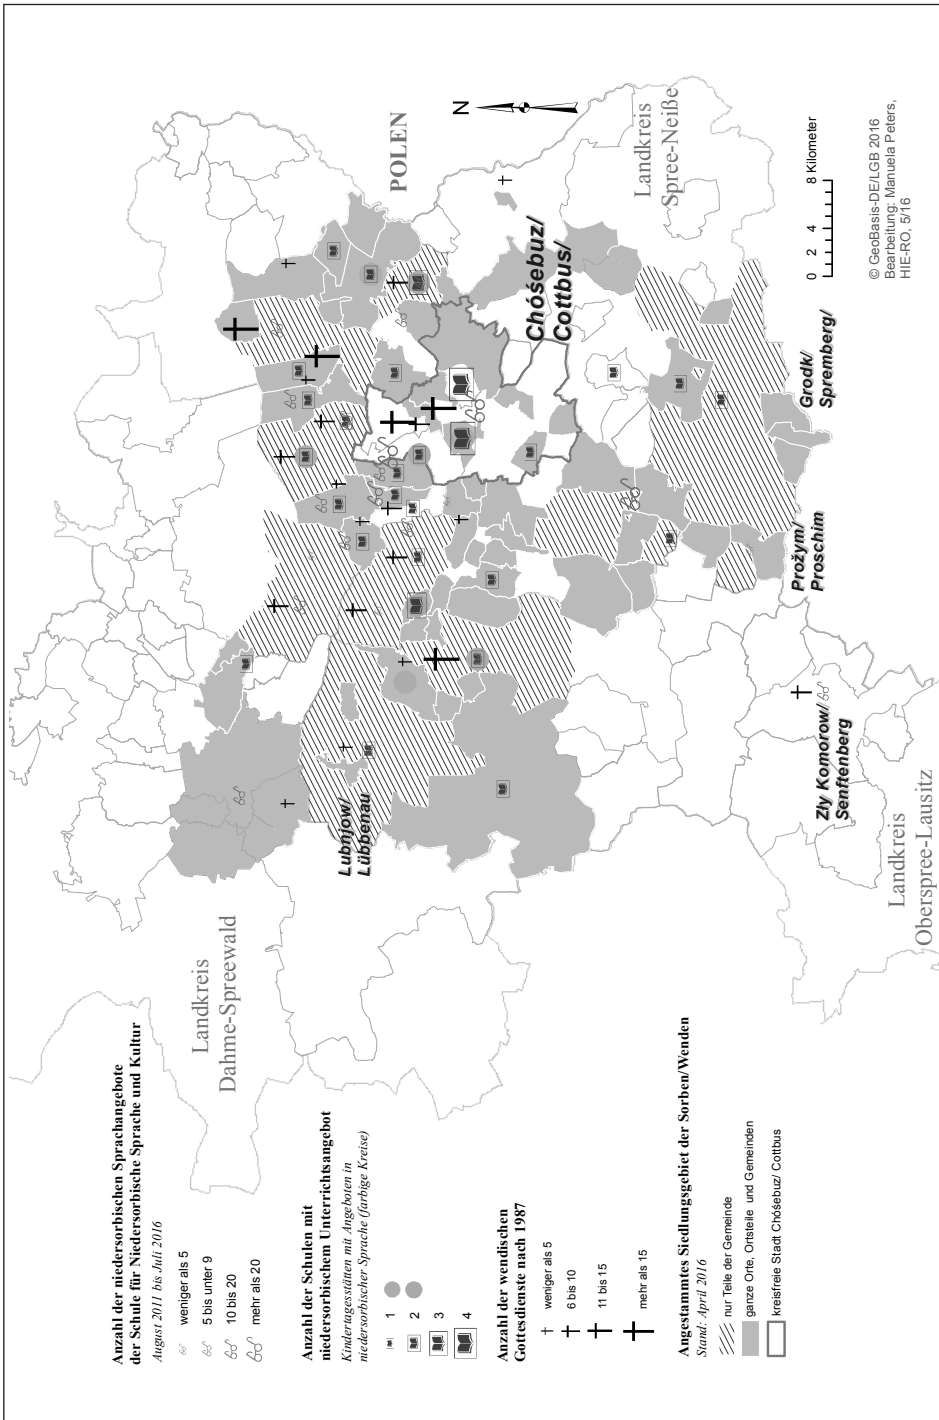 Anzahl der niedersorbischen Sprachangebote
der Schule für Niedersorbische Sprache und Kultur
August 2011 bis Juli 2016
weniger als 5
5 bis unter 9
10 bis 20
mehr als 20
Anzahl der Schulen mit
niedersorbischem Unterrichtsangebot
Kindertagesstätten mit Angeboten in
niedersorbischer Sprache (farbige Kreise)
1
2
3
4
Anzahl der wendischen
Gottesdienste nach 1987
weniger als 5
6 bis 10
11 bis 15
mehr als 15
Angestammtes Siedlungsgebiet der Sorben/Wenden
Stand: April 2016
nur Teile der Gemeinde
ganze Orte, Ortsteile und Gemeinden
kreisfreie Stadt Chóśebuz/ Cottbus
Landkreis
Dahme-Spreewald
Lubnjow/
Lübbenau
Landkreis
Oberspree-Lausitz
Zły Komorow/
Senftenberg
Prožym/
Proschim
Grodk/
Spremberg/
Chóśebuz/
Cottbus/
POLEN
N
Landkreis
Spree-Neiße
0 2 4 8 Kilometer
© GeoBasis-DE/LGB 2016
Bearbeitung: Manuela Peters,
HIE-RO, 5/16